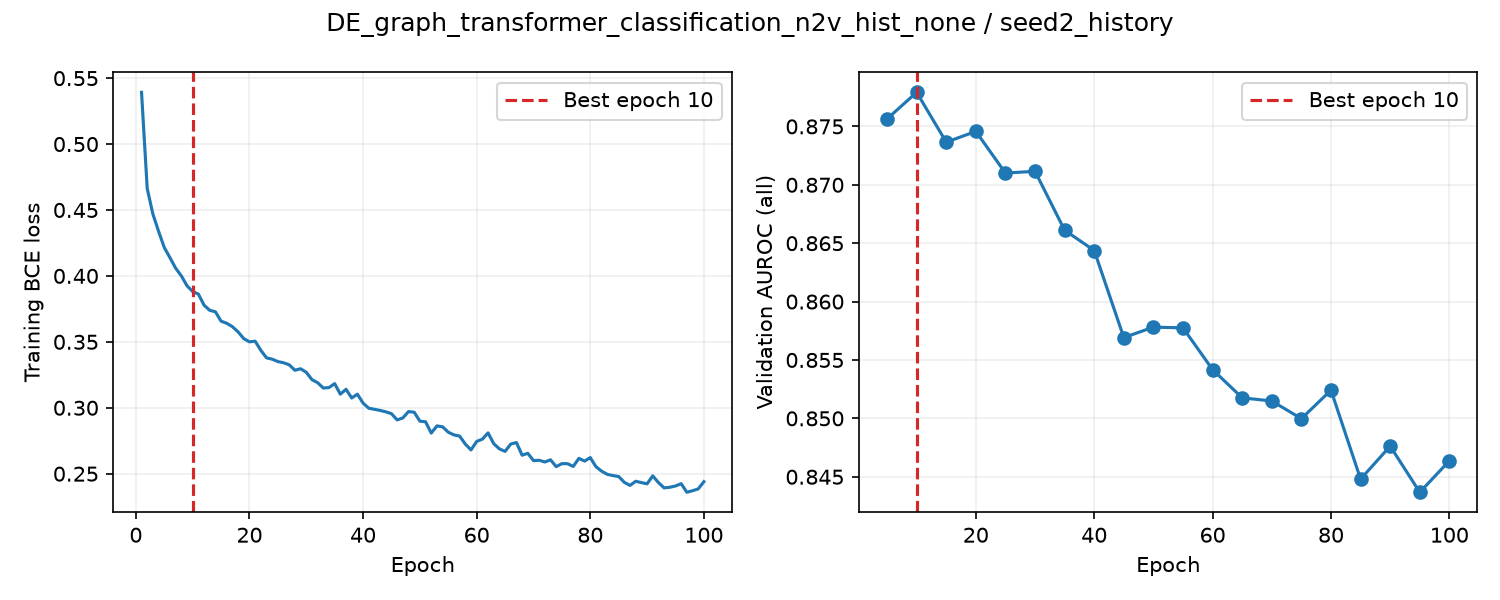 DE_graph_transformer_classification_n2v_hist_none / seed2_history
Training BCE loss
0.55
0.50
0.45
0.40
0.35
0.30
0.25
Best epoch 10
0 20 40 60 80 100
Epoch
Validation AUROC (all)
0.875
0.870
0.865
0.860
0.855
0.850
0.845
Best epoch 10
20 40 60 80 100
Epoch